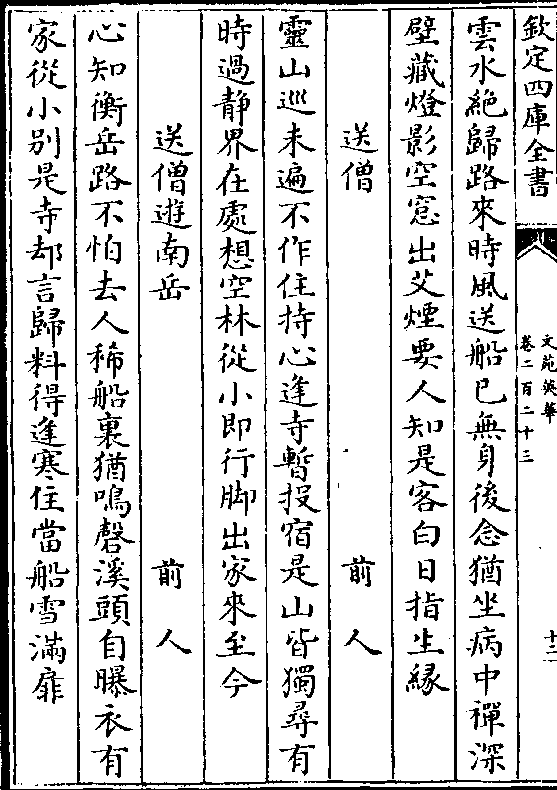 欽定四庫全書
文苑英華
卷二百二十三
十二
雲水絶歸路來時風送船已無身後念猶坐病中禪深
壁藏燈影空窓出艾煙要人知是客白日指生縁
送僧 前人
靈山巡未遍不作住持心逢寺暫投宿是山皆獨尋有
時過静界在處想空林從小即行脚出家來至今
送僧遊南岳 前人
心知衡岳路不怕去人稀船裏猶鳴磬溪頭自曝衣有
家從小别是寺却言歸料得逢寒住當船雪滿扉